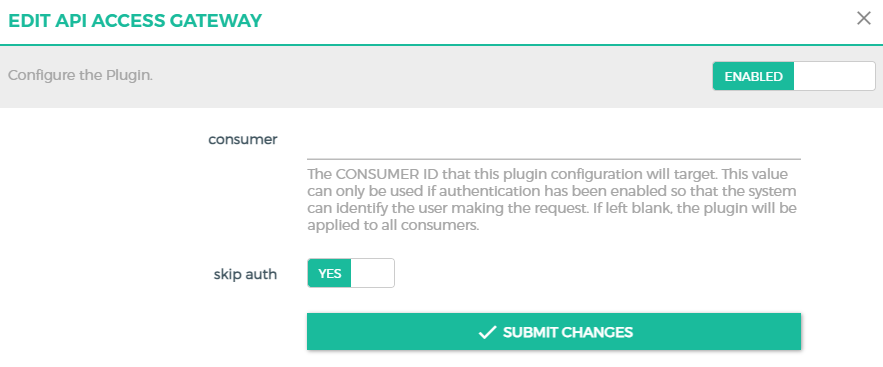 EDIT API ACCESS GATEWAY
Configure the Plugin.
ENABLED
consumer
The CONSUMER ID that this plugin configuration will target. This value
can only be used if authentication has been enabled so that the system
can identify the user making the request. If left blank, the plugin will be
applied to all consumers.
skip auth
YES
SUBMIT CHANGES